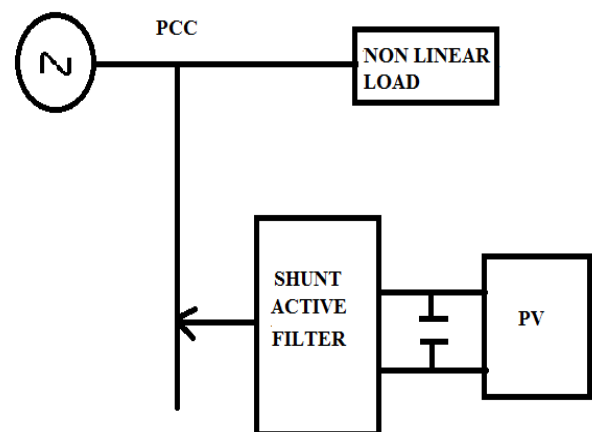 PCC
NON LINEAR
LOAD
SHUNT
ACTIVE
FILTER
PV